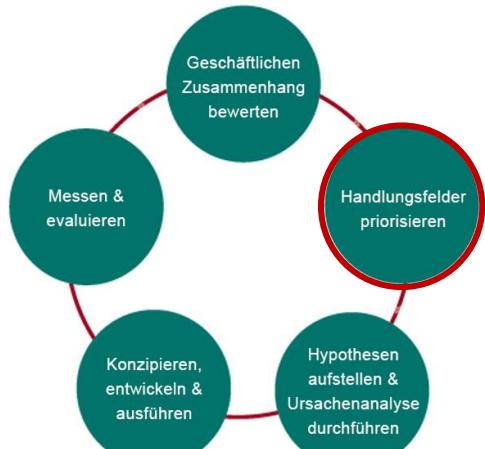 Geschäftlichen
Zusammenhang
bewerten
Handlungsfelder
priorisieren
Hypothesen
aufstellen &
Ursachenanalyse
durchführen
Konzipieren,
entwickeln &
ausführen
Messen &
evaluieren